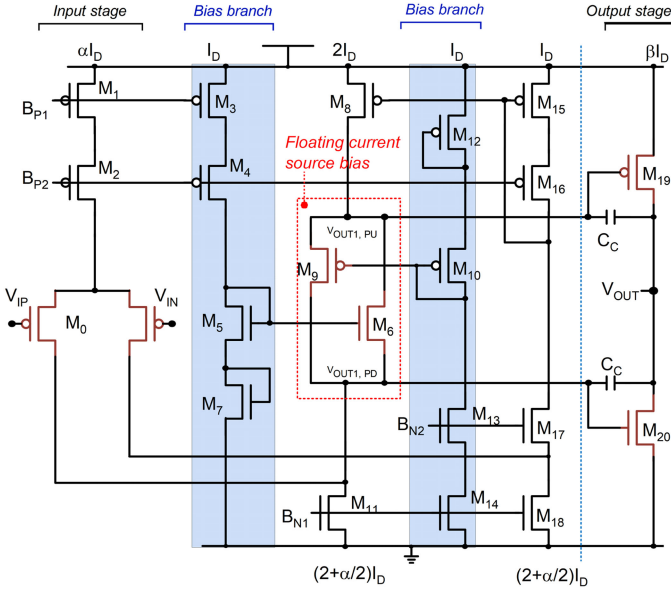 Input stage
Bias branch
Bias branch
Output stage
αI_D
I_D
2I_D
I_D
I_D
βI_D
M_1
M_3
M_8
M_15
B_P1
M_12
Floating current
source bias
M_2
M_4
M_16
M_19
B_P2
V_OUT1, PU
C_C
M_9
M_10
V_IP
V_IN
V_OUT
M_0
M_5
M_6
V_OUT1, PD
C_C
M_7
M_13
B_N2
M_17
M_20
M_11
M_14
B_N1
M_18
(2+α/2)I_D
(2+α/2)I_D